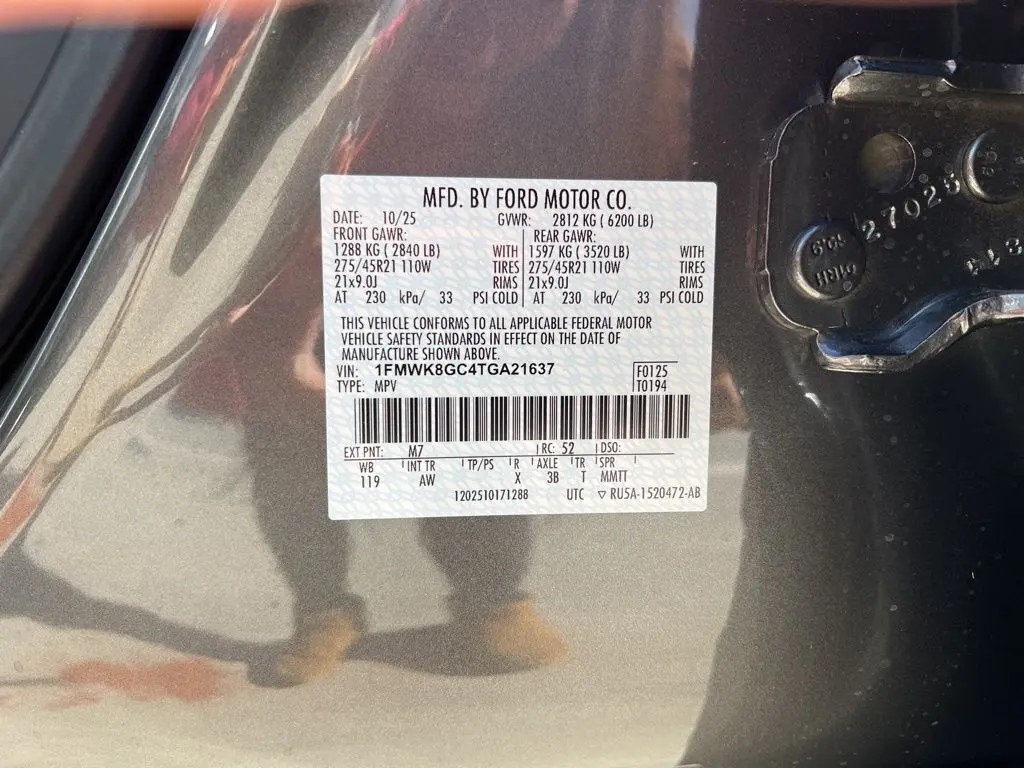 MFD. BY FORD MOTOR CO.
DATE: 10/25 GVWR: 2812 KG ( 6200 LB)
FRONT GAWR: REAR GAWR:
1288 KG ( 2840 LB) WITH 1597 KG ( 3520 LB) WITH
275/45R21 110W TIRES 275/45R21 110W TIRES
21x9.0J RIMS 21x9.0J RIMS
AT 230 kPa/ 33 PSI COLD AT 230 kPa/ 33 PSI COLD
THIS VEHICLE CONFORMS TO ALL APPLICABLE FEDERAL MOTOR
VEHICLE SAFETY STANDARDS IN EFFECT ON THE DATE OF
MANUFACTURE SHOWN ABOVE.
VIN: 1FMWK8GC4TGA21637 F0125
TYPE: MPV T0194
EXT PNT: M7 RC: 52 DSO:
WB INT TR TP/PS R AXLE TR SPR
119 AW X 3B T MMTT
1202510171288 UTC ▽ RU5A-1520472-AB
27025